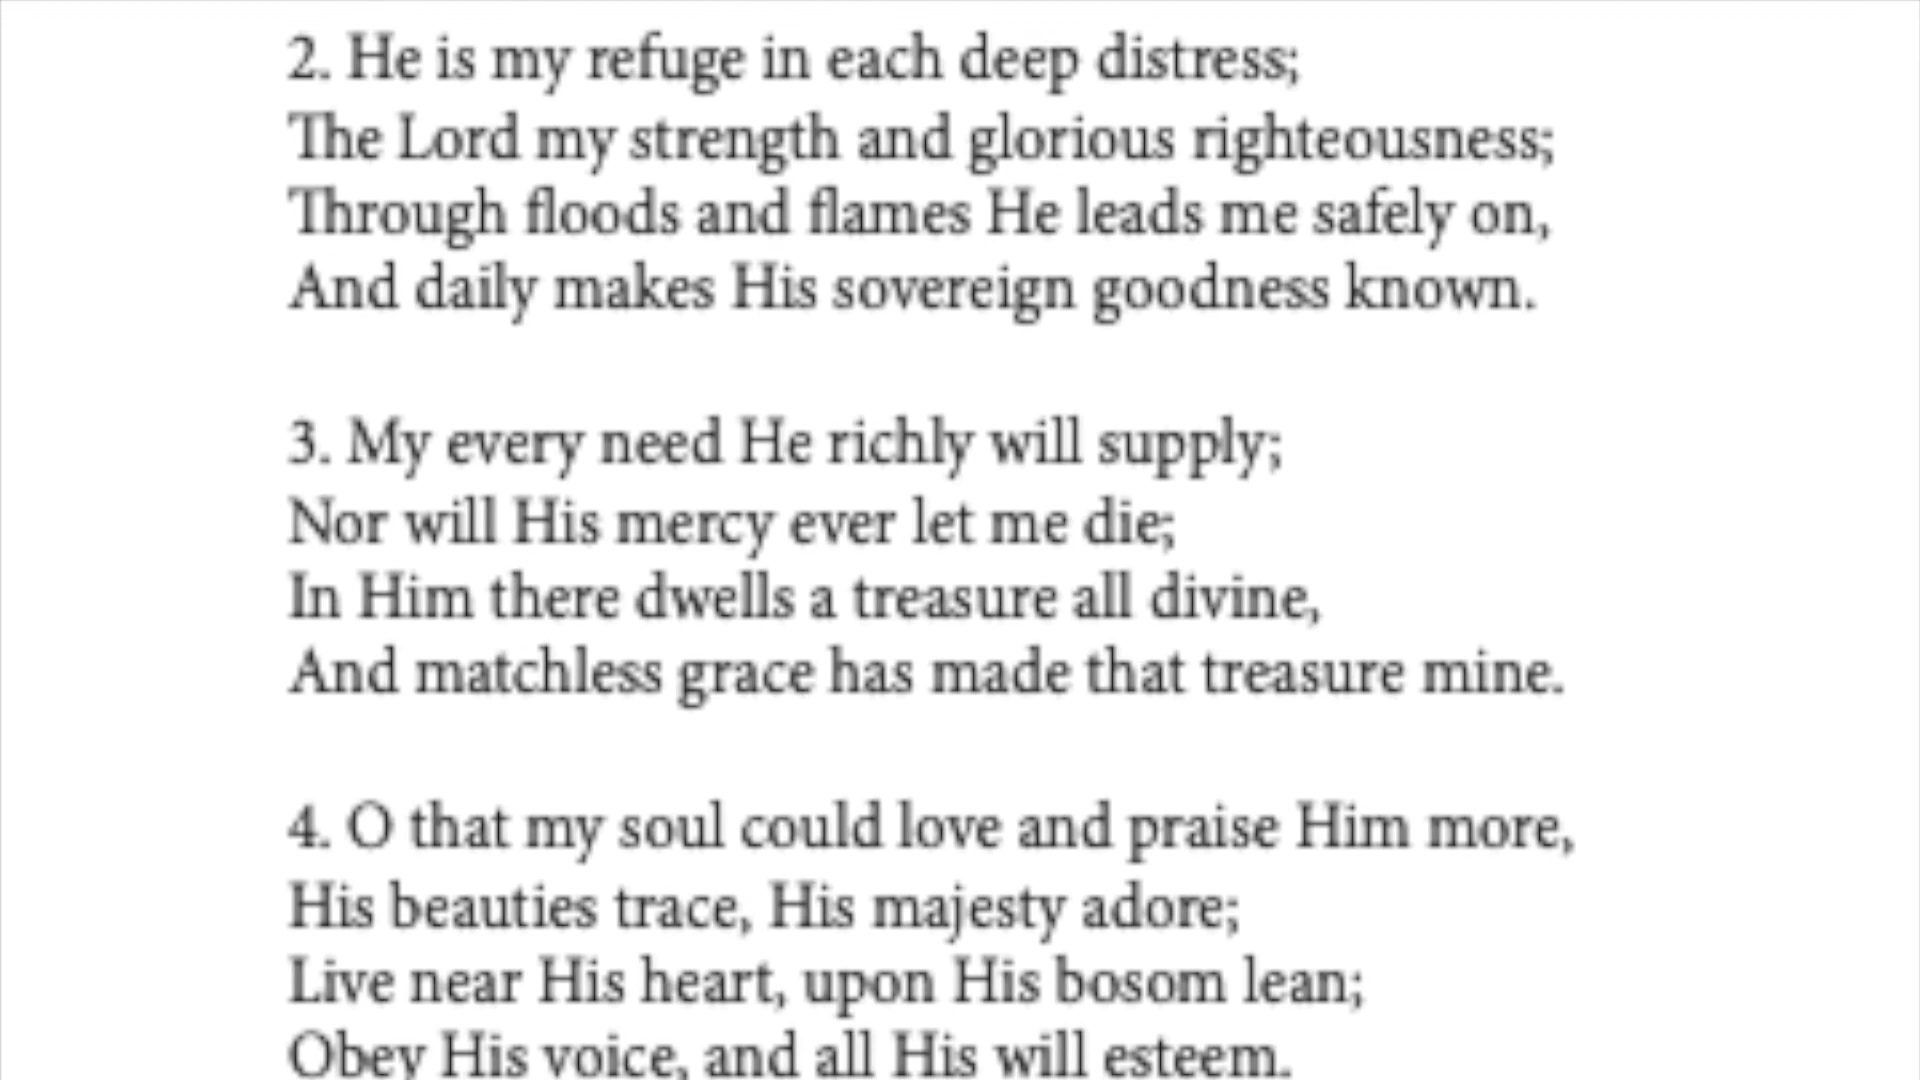 2. He is my refuge in each deep distress;
The Lord my strength and glorious righteousness;
Through floods and flames He leads me safely on,
And daily makes His sovereign goodness known.
3. My every need He richly will supply;
Nor will His mercy ever let me die;
In Him there dwells a treasure all divine,
And matchless grace has made that treasure mine.
4. O that my soul could love and praise Him more,
His beauties trace, His majesty adore;
Live near His heart, upon His bosom lean;
Obey His voice, and all His will esteem.